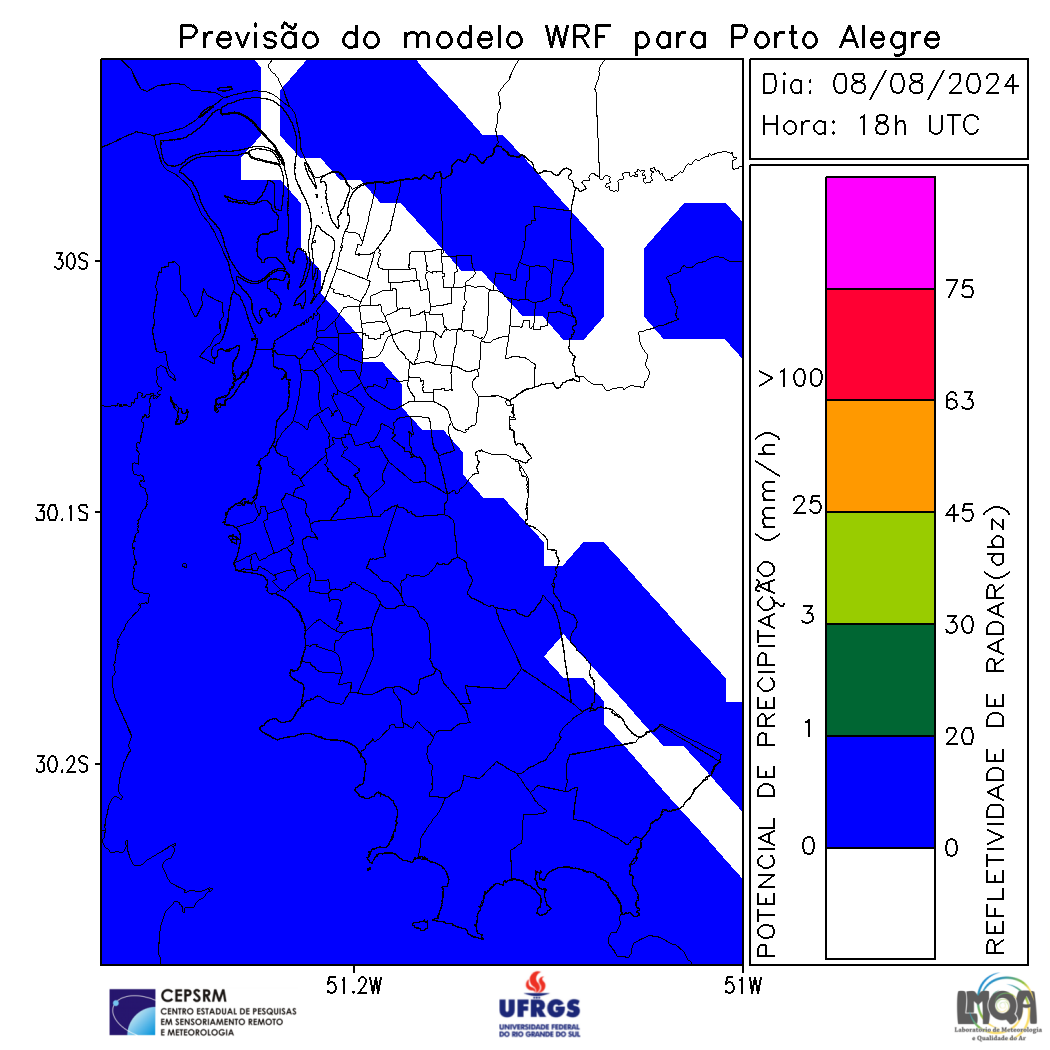 Previsão do modelo WRF para Porto Alegre
Dia: 08/08/2024
Hora: 18h UTC
30S
30.1S
30.2S
51.2W
51W
POTENCIAL DE PRECIPITAÇÃO (mm/h)
>100
25
3
1
0
75
63
45
30
20
0
REFLETIVIDADE DE RADAR(dbz)
CEPSRM
CENTRO ESTADUAL DE PESQUISAS
EM SENSORIAMENTO REMOTO
E METEOROLOGIA
UFRGS
UNIVERSIDADE FEDERAL
DO RIO GRANDE DO SUL
LMQA
Laboratório de Meteorologia
e Qualidade do Ar